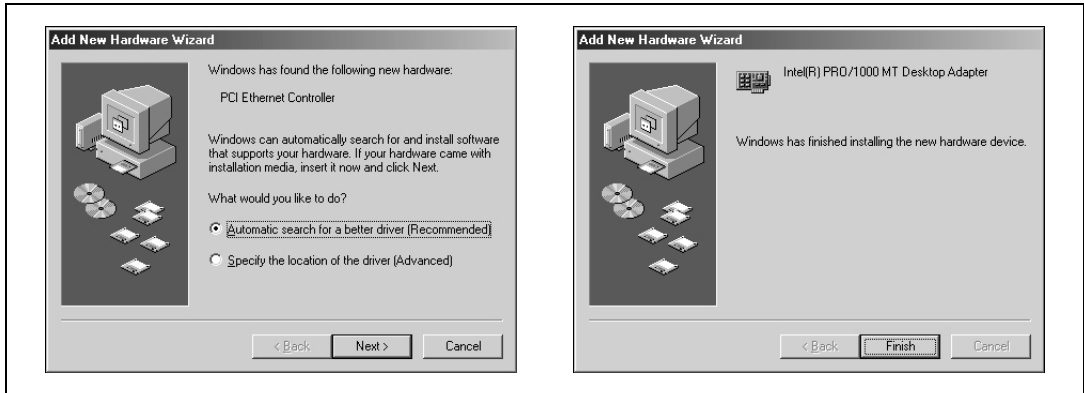 Add New Hardware Wizard
Windows has found the following new hardware:
PCI Ethernet Controller
Windows can automatically search for and install software
that supports your hardware. If your hardware came with
installation media, insert it now and click Next.
What would you like to do?
Automatic search for a better driver (Recommended)
Specify the location of the driver (Advanced)
< Back
Next >
Cancel
Add New Hardware Wizard
Intel(R) PRO/1000 MT Desktop Adapter
Windows has finished installing the new hardware device.
< Back
Finish
Cancel